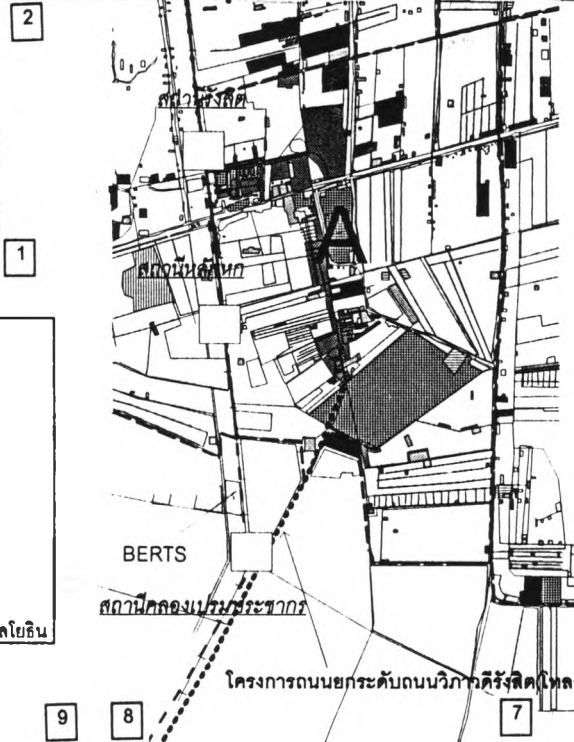 2
สถานีรังสิต
A
1
สถานีหลักหก
BERTS
สถานีคลองเปรมประชากร
ลโยธิน
โครงการถนนยกระดับถนนวิภาวดีรังสิต(โทล
9
8
7